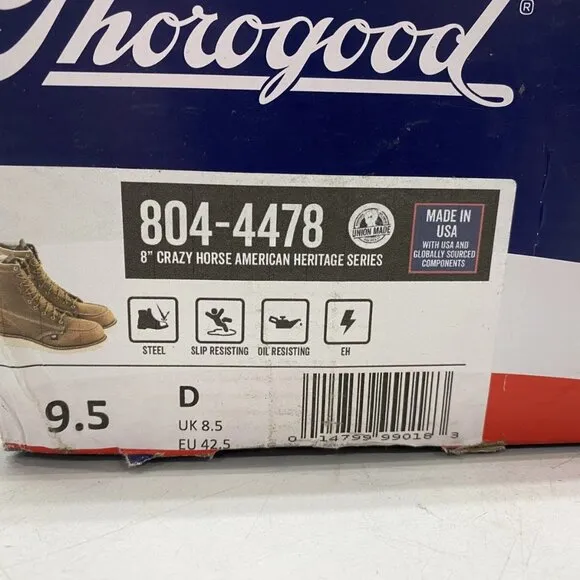 Thorogood®
804-4478
UNION MADE
8" CRAZY HORSE AMERICAN HERITAGE SERIES
MADE IN
USA
WITH USA AND
GLOBALLY SOURCED
COMPONENTS
STEEL
SLIP RESISTING
OIL RESISTING
EH
9.5
D
UK 8.5
EU 42.5
0 14799 99018 3